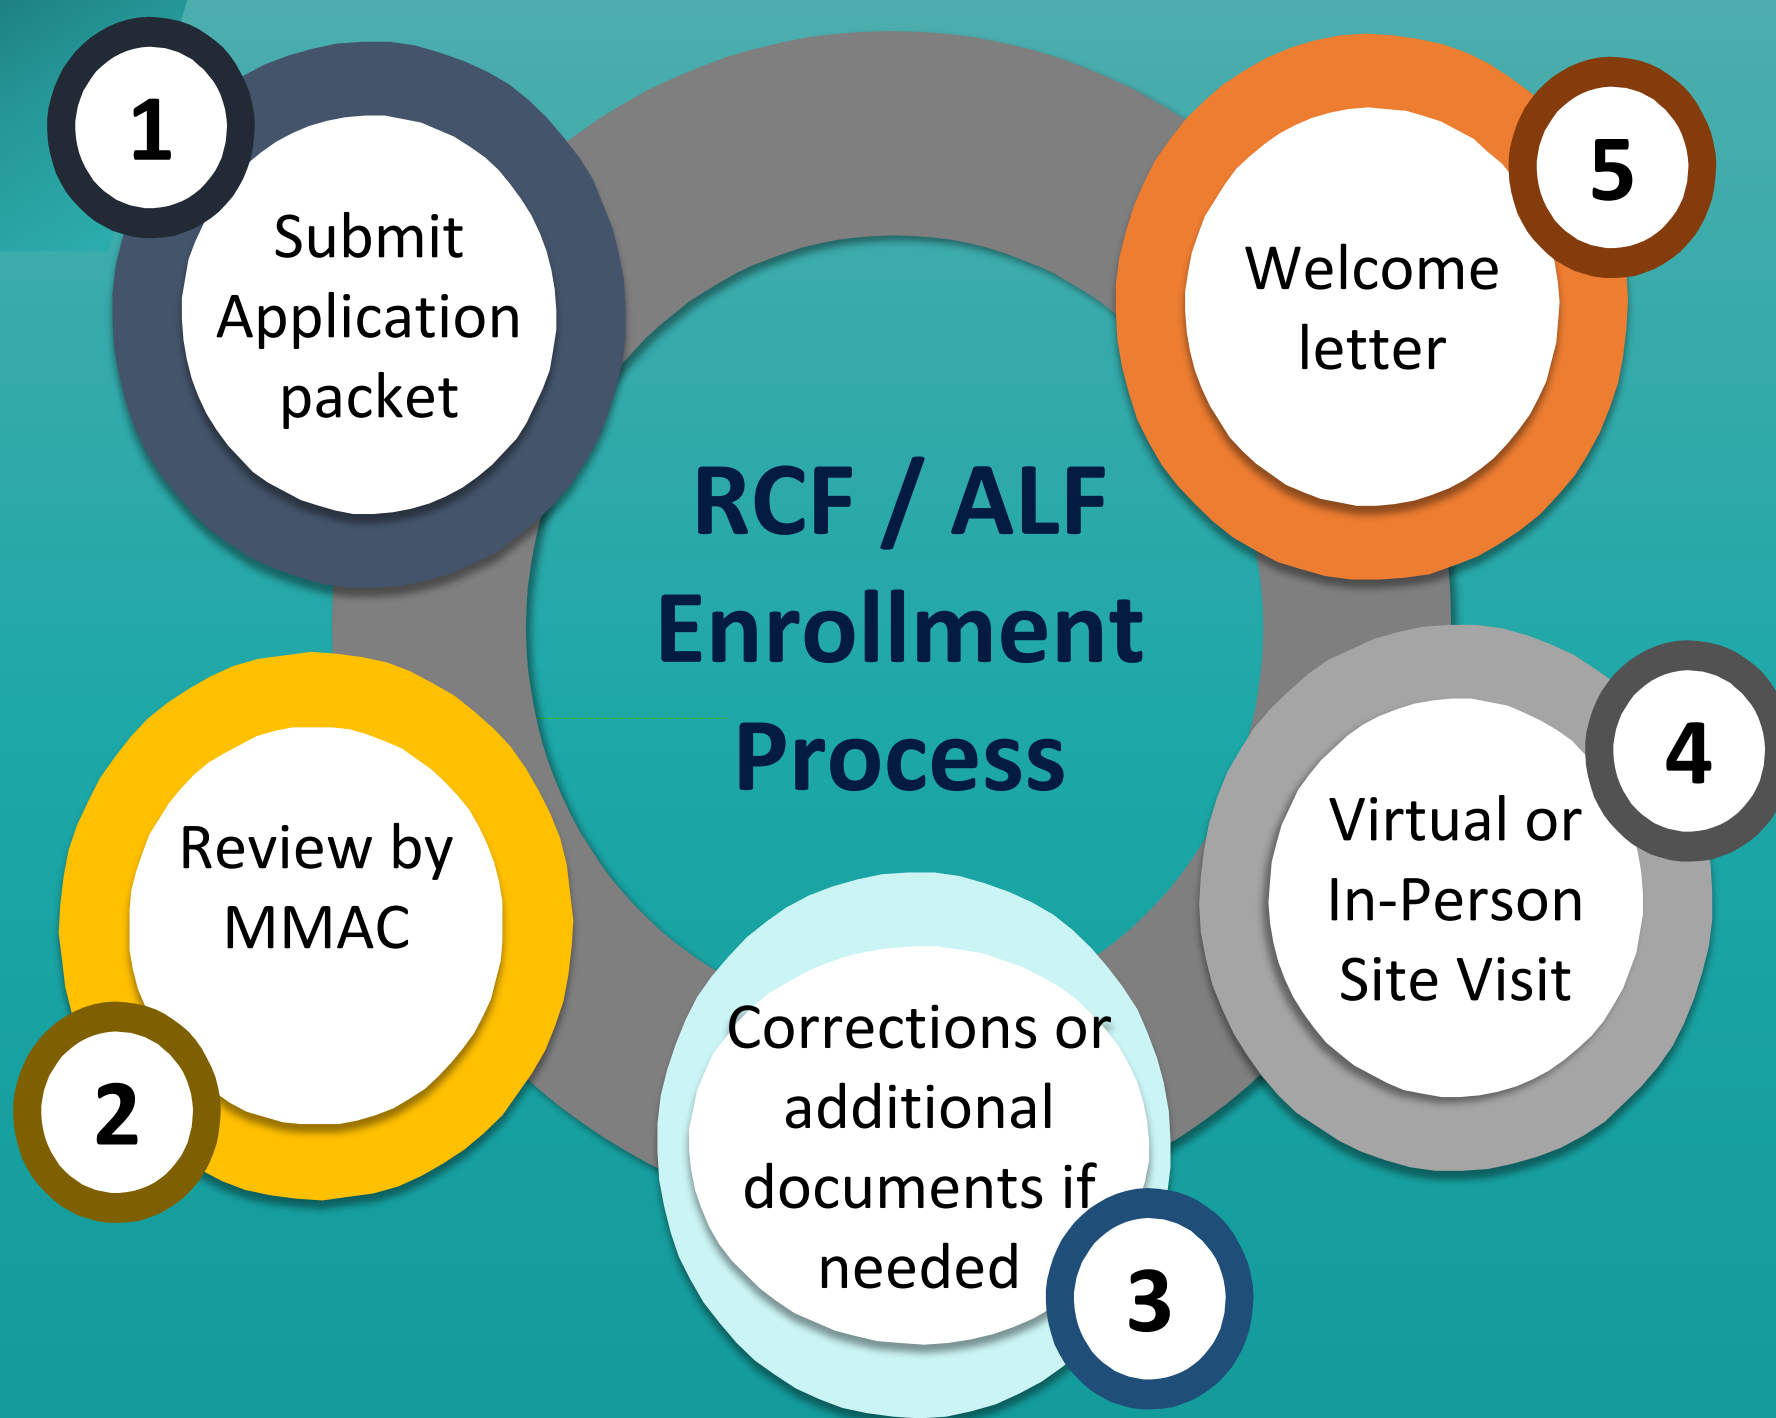 RCF / ALF
Enrollment
Process
1
Submit
Application
packet
2
Review by
MMAC
3
Corrections or
additional
documents if
needed
4
Virtual or
In-Person
Site Visit
5
Welcome
letter